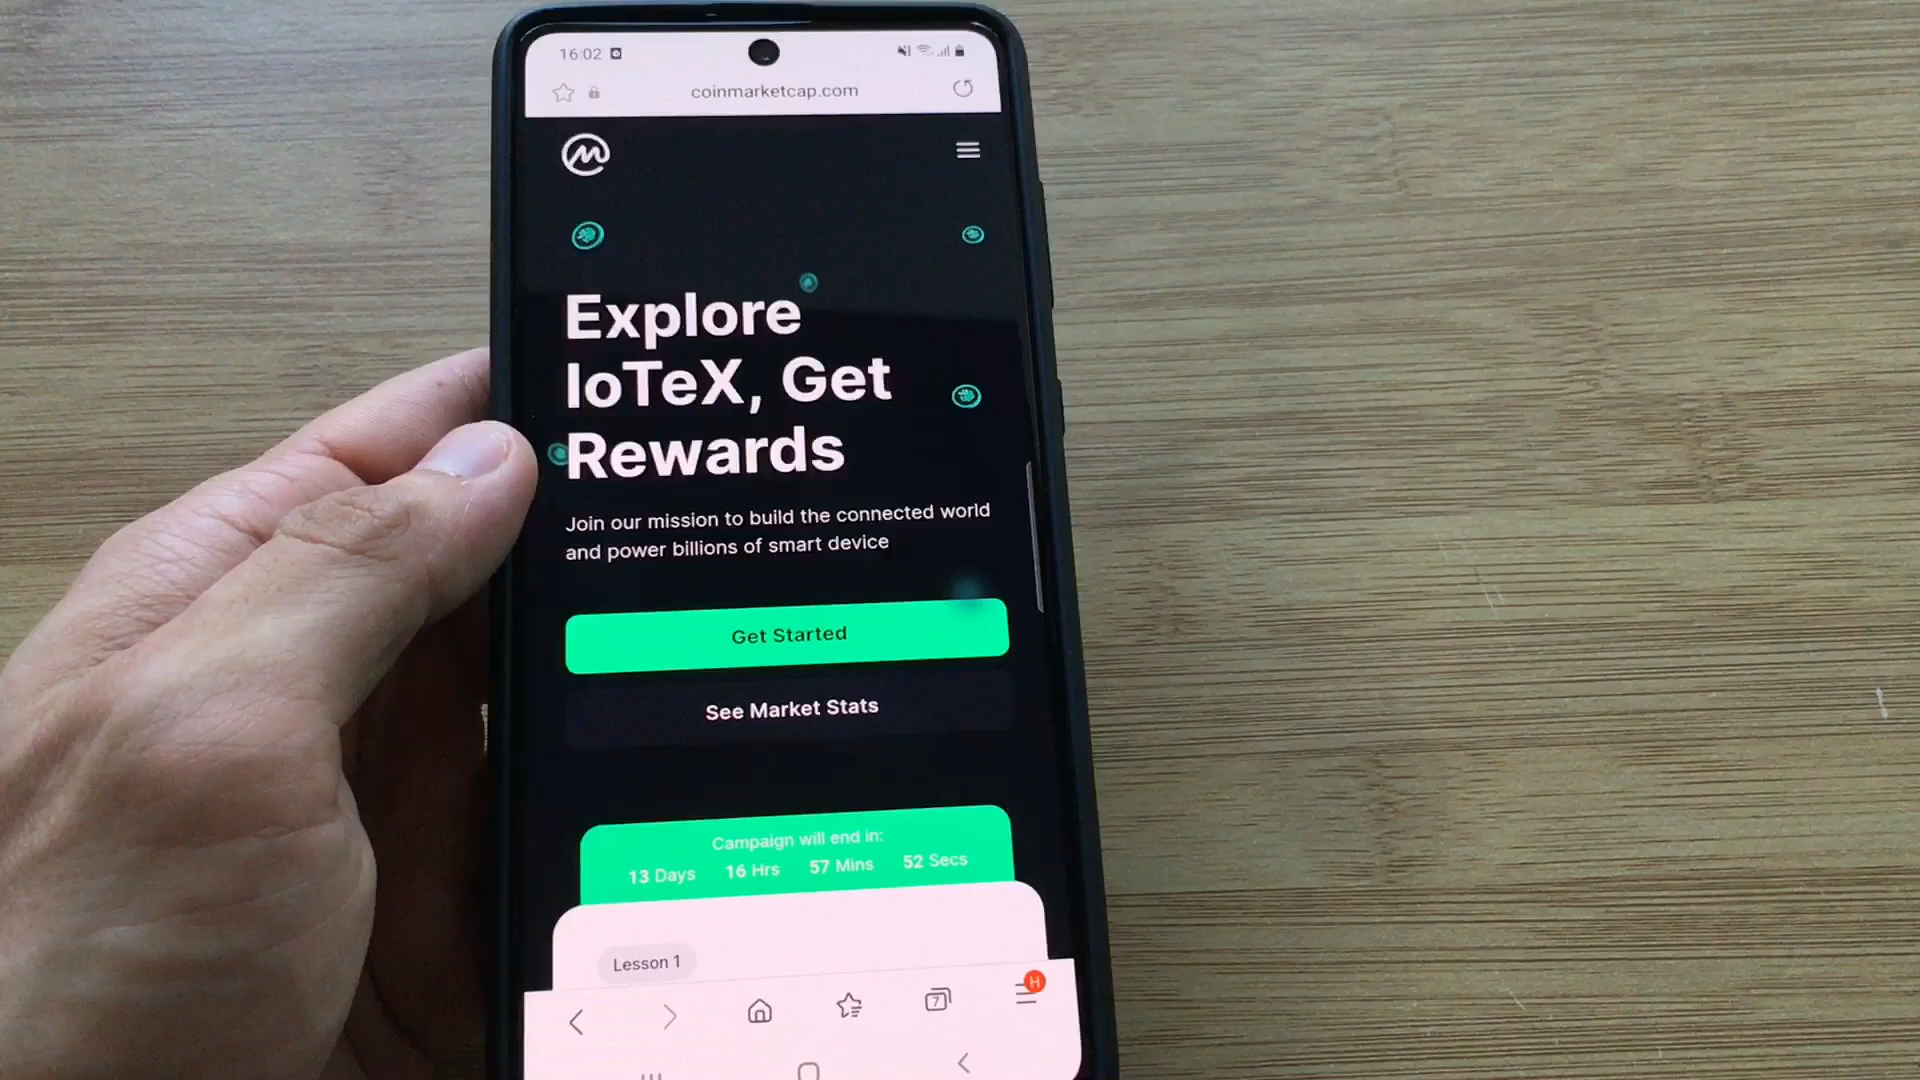 16:02
coinmarketcap.com
Explore
IoTeX, Get
Rewards
Join our mission to build the connected world
and power billions of smart device
Get Started
See Market Stats
Campaign will end in:
13 Days 16 Hrs 57 Mins 52 Secs
Lesson 1
7
H